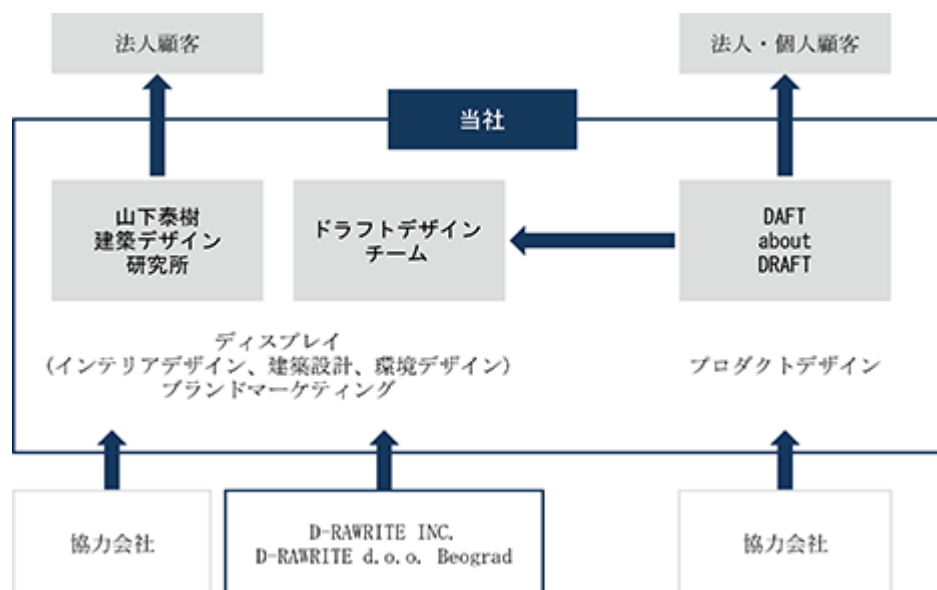 法人顧客
法人・個人顧客
当社
山下泰樹
建築デザイン
研究所
ドラフトデザイン
チーム
DAFT
about
DRAFT
ディスプレイ
(インテリアデザイン、建築設計、環境デザイン)
ブランドマーケティング
プロダクトデザイン
協力会社
D-RAWRITE INC.
D-RAWRITE d.o.o. Beograd
協力会社